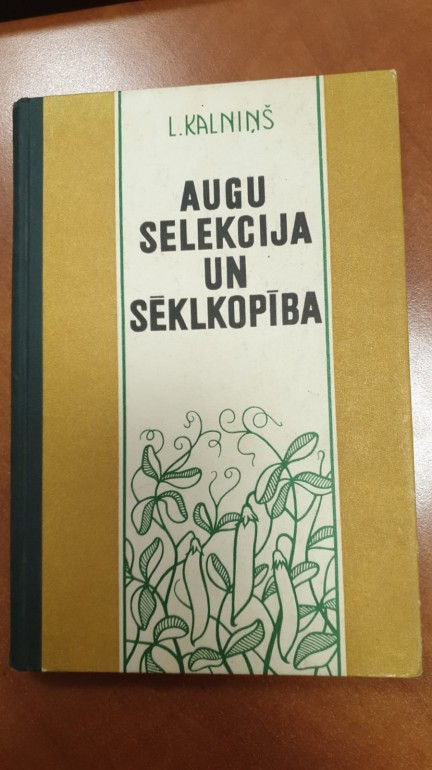 L.KALNIŅŠ
AUGU
SELEKCIJA
UN
SĒKLKOPĪBA